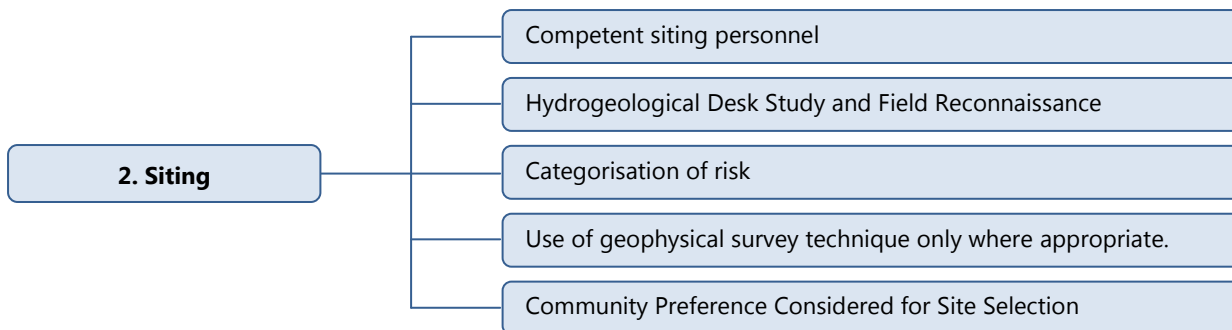 Competent siting personnel
Hydrogeological Desk Study and Field Reconnaissance
2. Siting
Categorisation of risk
Use of geophysical survey technique only where appropriate.
Community Preference Considered for Site Selection